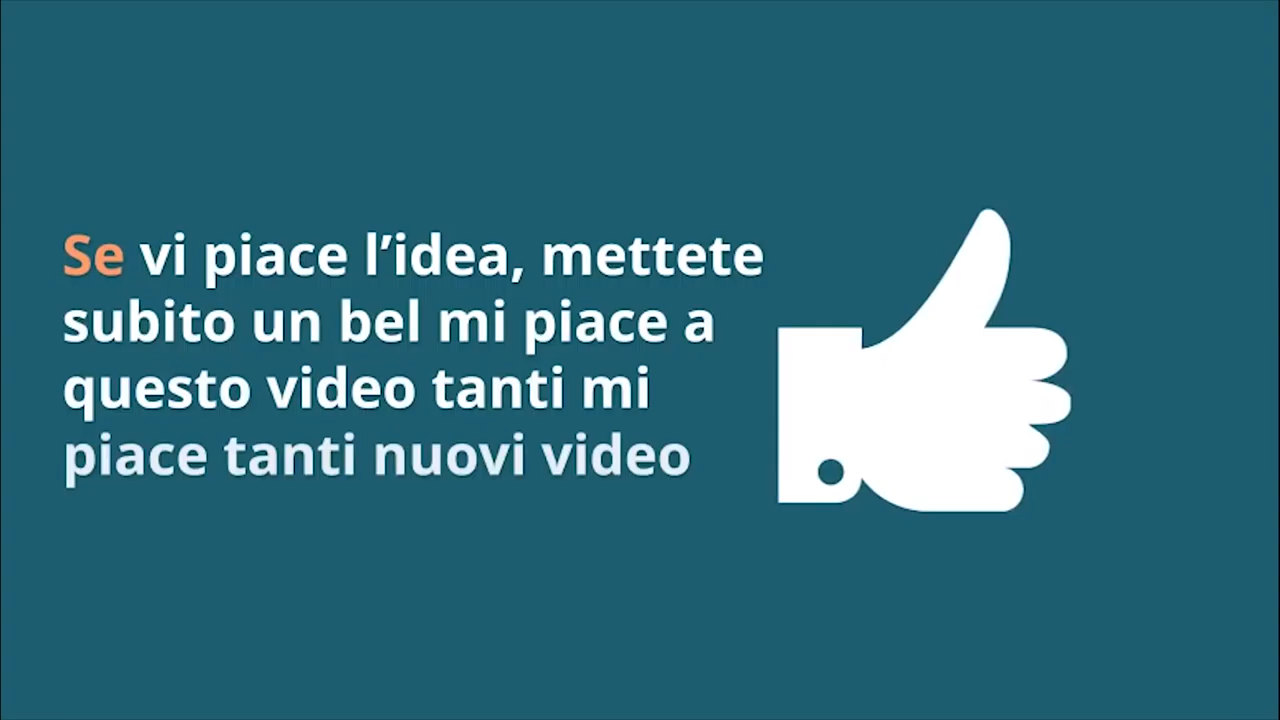 Se vi piace l’idea, mettete
subito un bel mi piace a
questo video tanti mi
piace tanti nuovi video